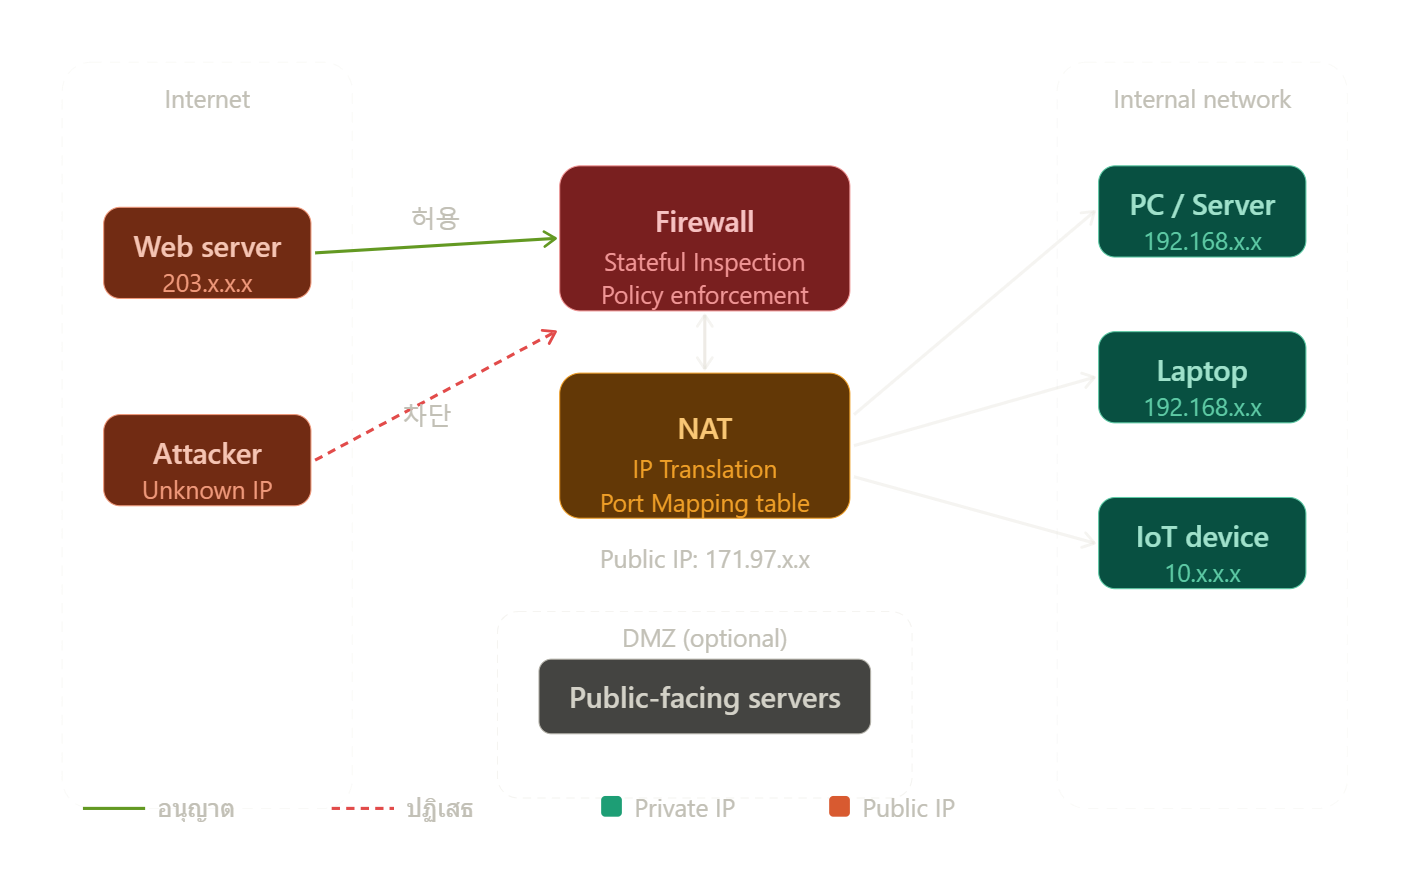 Internet
Internal network
Web server
203.x.x.x
허용
Firewall
Stateful Inspection
Policy enforcement
PC / Server
192.168.x.x
Attacker
Unknown IP
차단
NAT
IP Translation
Port Mapping table
Public IP: 171.97.x.x
Laptop
192.168.x.x
IoT device
10.x.x.x
DMZ (optional)
Public-facing servers
อนุญาต
ปฏิเสธ
Private IP
Public IP